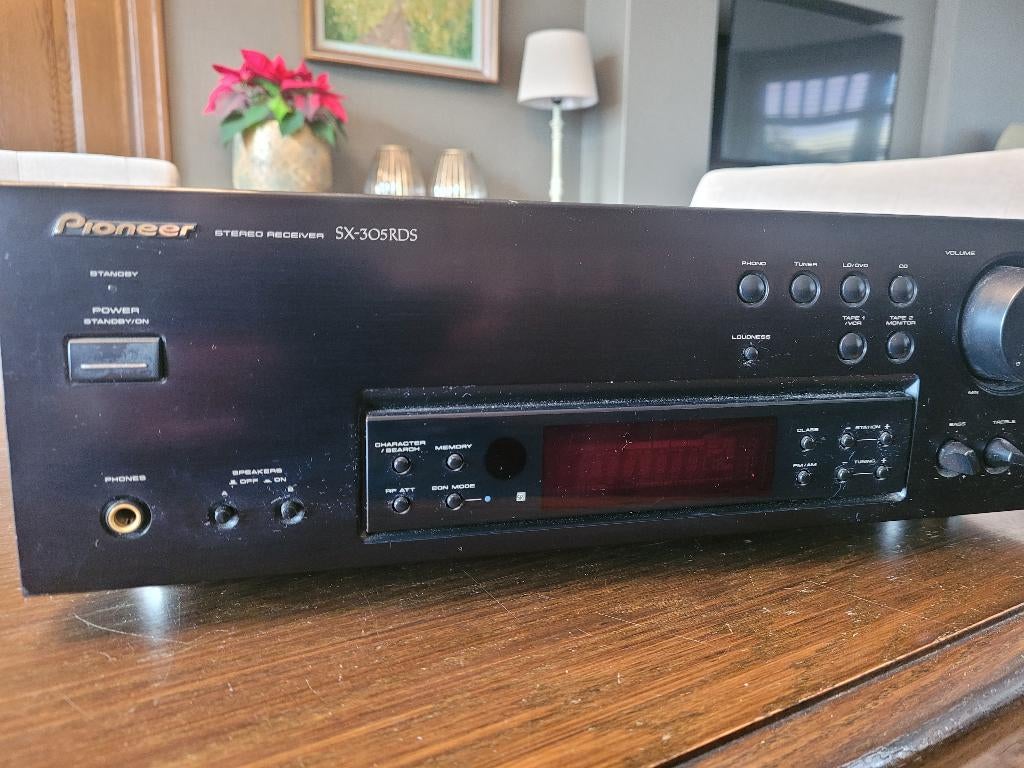 Pioneer STEREO RECEIVER SX-305RDS
STANDBY
POWER
STANDBY/ON
PHONES
SPEAKERS
OFF ON
A B
CHARACTER
/ SEARCH
MEMORY
RF ATT
EON MODE
PHONO TUNER LD/DVD CD
TAPE 1
/VCR
TAPE 2
MONITOR
LOUDNESS
VOLUME
MIN
CLASS
STATION +
FM/AM
TUNING +
BASS TREBLE